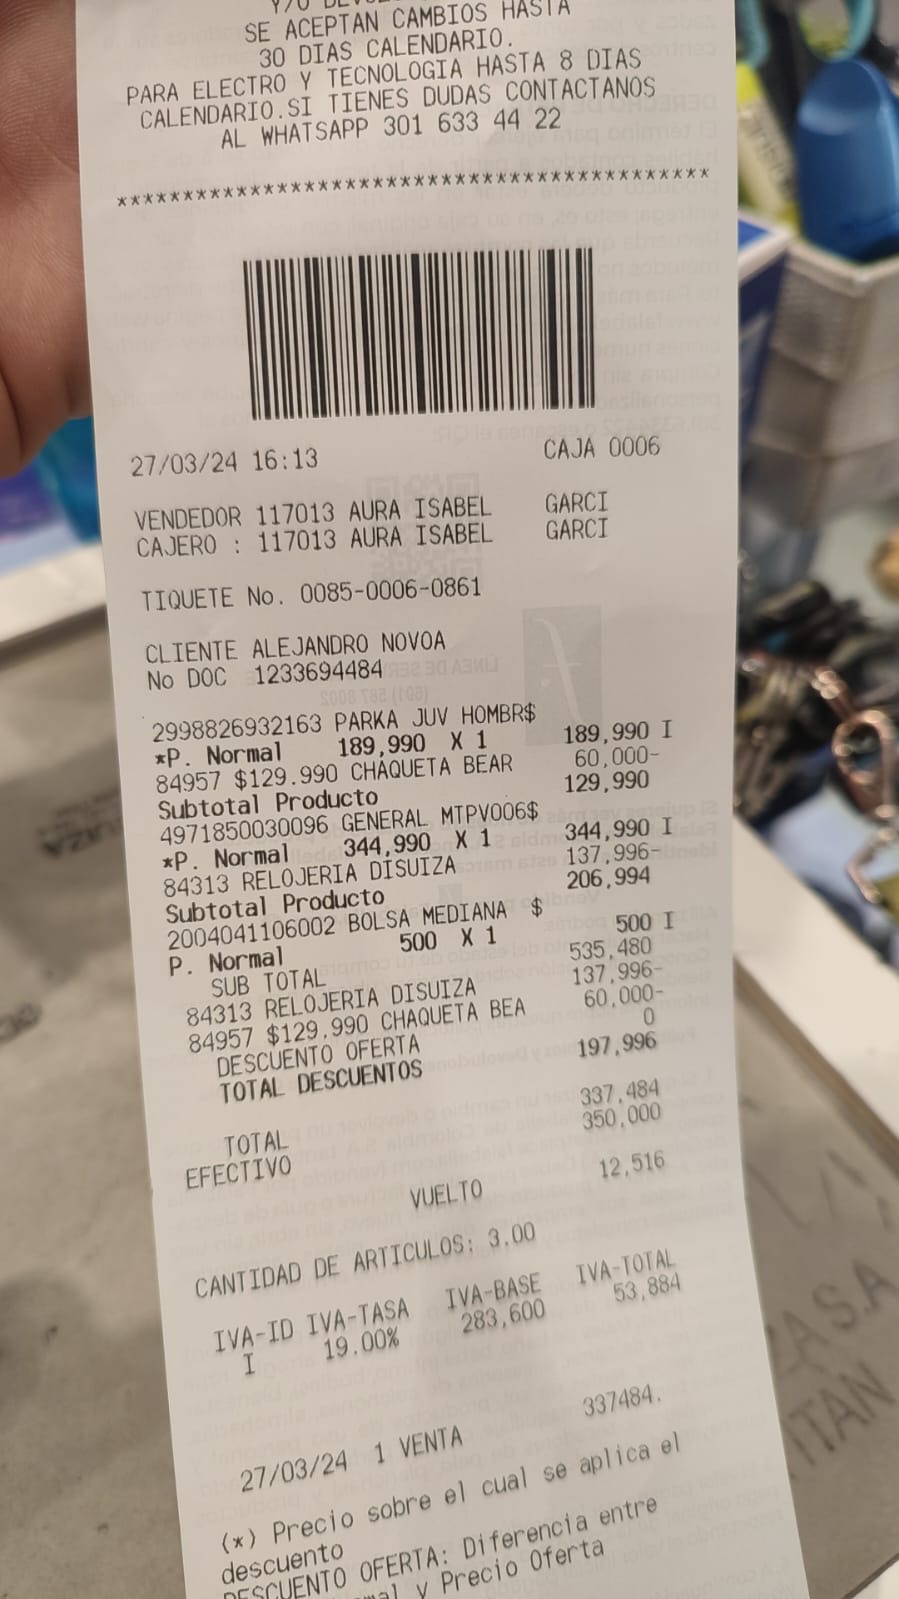 Y/O
SE ACEPTAN CAMBIOS HASTA
30 DIAS CALENDARIO.
PARA ELECTRO Y TECNOLOGIA HASTA 8 DIAS
CALENDARIO.SI TIENES DUDAS CONTACTANOS
AL WHATSAPP 301 633 44 22
*********************************************
27/03/24 16:13 CAJA 0006
VENDEDOR 117013 AURA ISABEL GARCI
CAJERO : 117013 AURA ISABEL GARCI
TIQUETE No. 0085-0006-0861
CLIENTE ALEJANDRO NOVOA
No DOC 1233694484
2998826932163 PARKA JUV HOMBR$
*P. Normal 189,990 X 1 189,990 I
84957 $129.990 CHAQUETA BEAR 60,000-
Subtotal Producto 129,990
4971850030096 GENERAL MTPV006$
*P. Normal 344,990 X 1 344,990 I
84313 RELOJERIA DISUIZA 137,996-
Subtotal Producto 206,994
2004041106002 BOLSA MEDIANA $
P. Normal 500 X 1 500 I
SUB TOTAL 535,480
84313 RELOJERIA DISUIZA 137,996-
84957 $129.990 CHAQUETA BEA 60,000-
DESCUENTO OFERTA 0
TOTAL DESCUENTOS 197,996
TOTAL 337,484
EFECTIVO 350,000
VUELTO 12,516
CANTIDAD DE ARTICULOS: 3.00
IVA-ID IVA-TASA IVA-BASE IVA-TOTAL
I 19.00% 283,600 53,884
337484.
27/03/24 1 VENTA
(*) Precio sobre el cual se aplica el
descuento
DESCUENTO OFERTA: Diferencia entre
y Precio Oferta